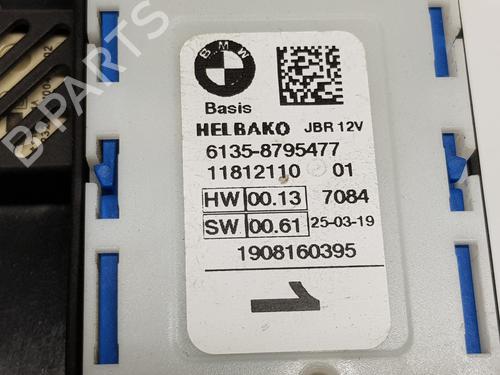 BMW
Basis
HELBAKO JBR 12V
6135-8795477
11812110 01
HW 00.13 7084
SW 00.61 25-03-19
1908160395
1